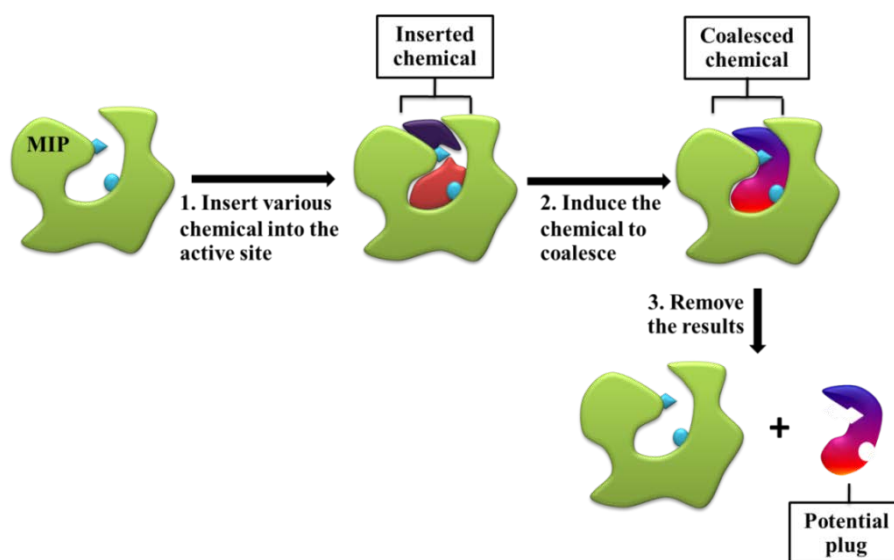 Inserted
chemical
Coalesced
chemical
MIP
1. Insert various
chemical into the
active site
2. Induce the
chemical to
coalesce
3. Remove
the results
+
Potential
plug